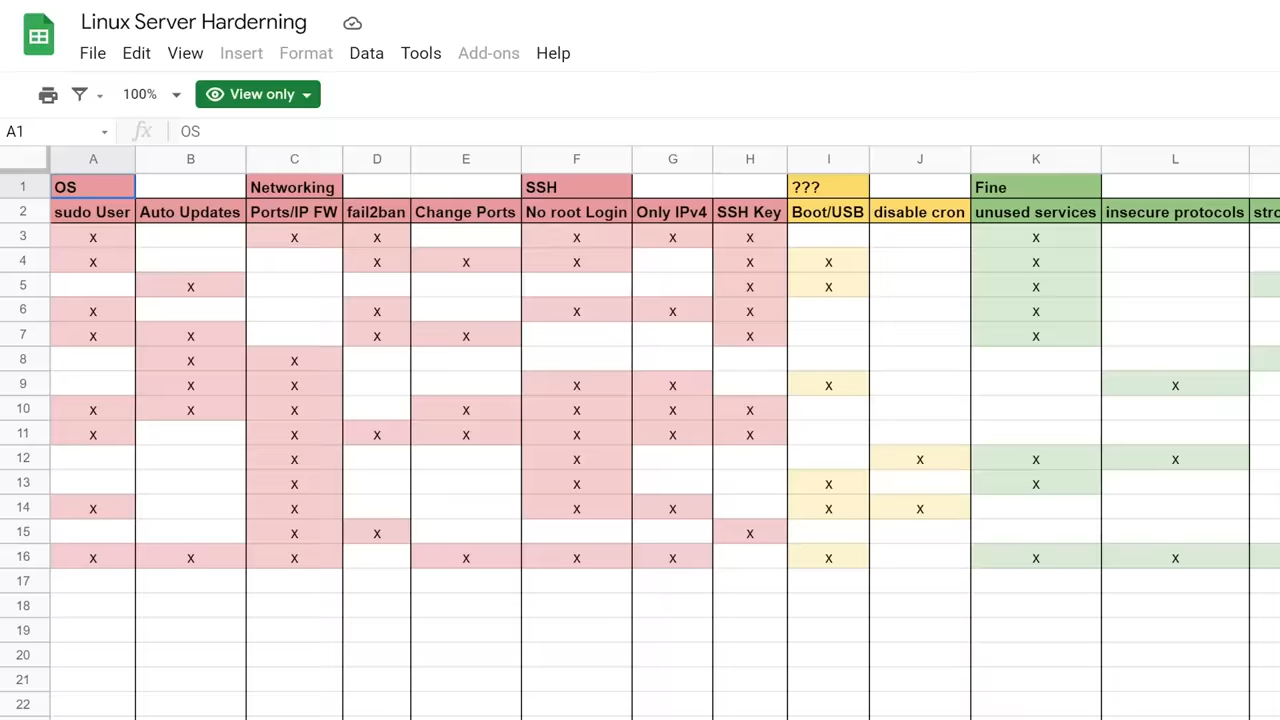 Linux Server Harderning
File Edit View Insert Format Data Tools Add-ons Help
100% View only
A1 fx OS
A B C D E F G H I J K L
1 OS Networking SSH ??? Fine
2 sudo User Auto Updates Ports/IP FW fail2ban Change Ports No root Login Only IPv4 SSH Key Boot/USB disable cron unused services insecure protocols stro
3 x x x x x x x
4 x x x x x x x
5 x x x x
6 x x x x x x
7 x x x x x x
8 x x
9 x x x x x x
10 x x x x x x x
11 x x x x x x x
12 x x x x x
13 x x x x
14 x x x x x x
15 x x x
16 x x x x x x x x x
17
18
19
20
21
22